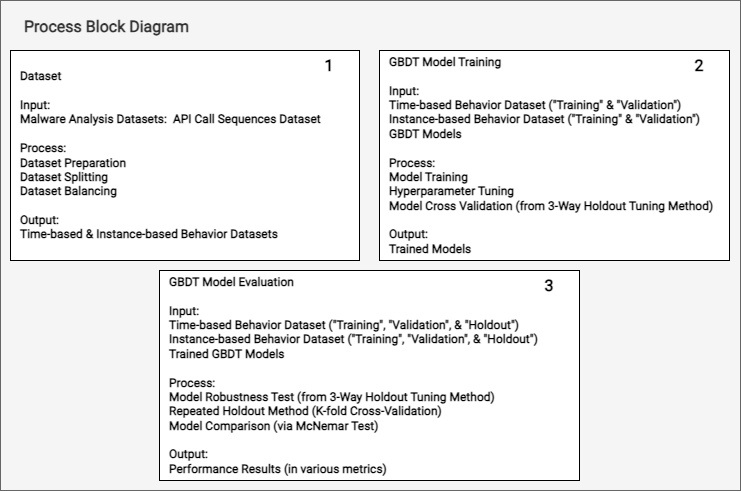 Process Block Diagram
1
Dataset
Input:
Malware Analysis Datasets:  API Call Sequences Dataset
Process:
Dataset Preparation
Dataset Splitting
Dataset Balancing
Output:
Time-based & Instance-based Behavior Datasets
2
GBDT Model Training
Input:
Time-based Behavior Dataset ("Training" & "Validation")
Instance-based Behavior Dataset ("Training" & "Validation")
GBDT Models
Process:
Model Training
Hyperparameter Tuning
Model Cross Validation (from 3-Way Holdout Tuning Method)
Output:
Trained Models
GBDT Model Evaluation
3
Input:
Time-based Behavior Dataset ("Training", "Validation", & "Holdout")
Instance-based Behavior Dataset ("Training", "Validation", & "Holdout")
Trained GBDT Models
Process:
Model Robustness Test (from 3-Way Holdout Tuning Method)
Repeated Holdout Method (K-fold Cross-Validation)
Model Comparison (via McNemar Test)
Output:
Performance Results (in various metrics)